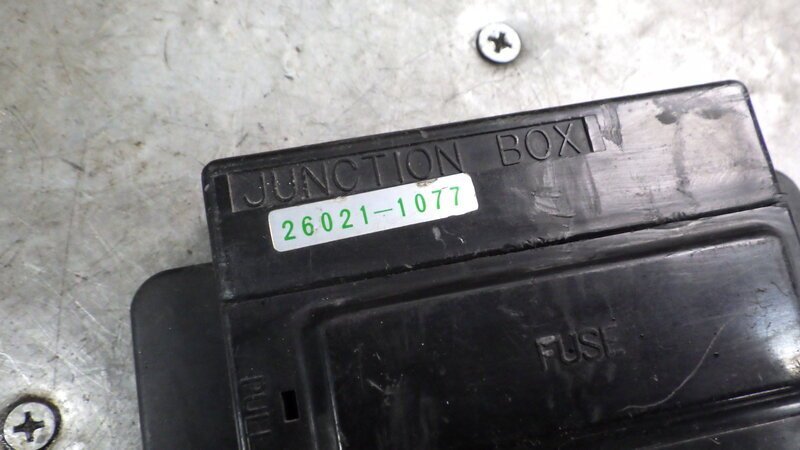 JUNCTION BOX
26021-1077
FUSE
PULL